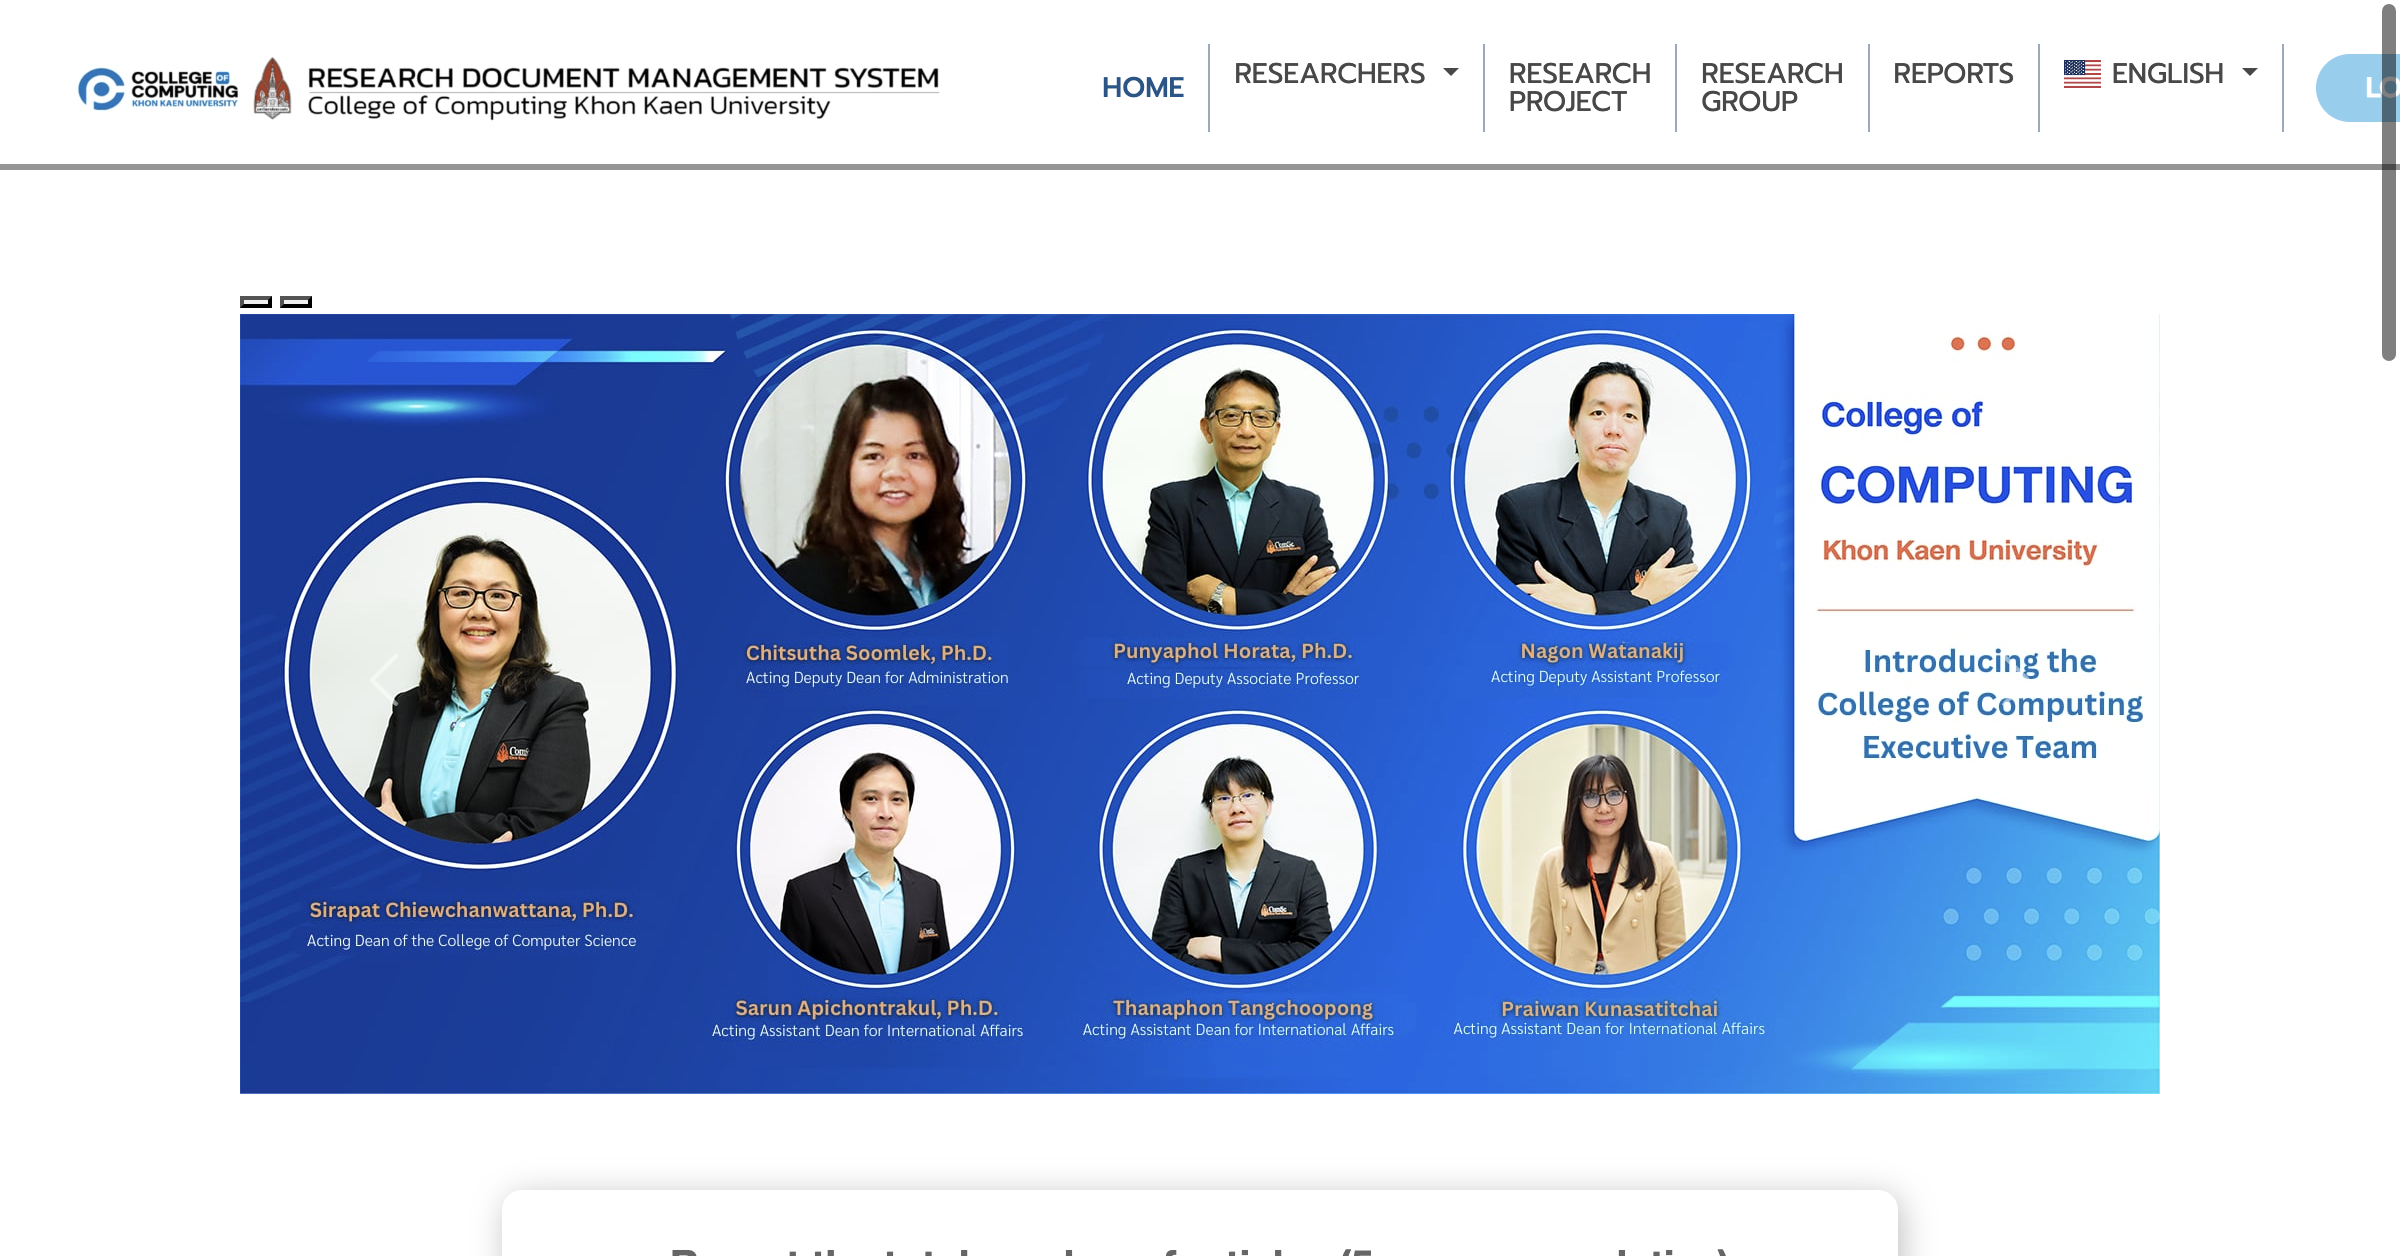 COLLEGE OF
COMPUTING
KHON KAEN UNIVERSITY
RESEARCH DOCUMENT MANAGEMENT SYSTEM
College of Computing Khon Kaen University
HOME
RESEARCHERS
RESEARCH
PROJECT
RESEARCH
GROUP
REPORTS
ENGLISH
College of
COMPUTING
Khon Kaen University
Introducing the
College of Computing
Executive Team
Chitsutha Soomlek, Ph.D.
Acting Deputy Dean for Administration
Punyaphol Horata, Ph.D.
Acting Deputy Associate Professor
Nagon Watanakij
Acting Deputy Assistant Professor
Sirapat Chiewchanwattana, Ph.D.
Acting Dean of the College of Computer Science
Sarun Apichontrakul, Ph.D.
Acting Assistant Dean for International Affairs
Thanaphon Tangchoopong
Acting Assistant Dean for International Affairs
Praiwan Kunasatitchai
Acting Assistant Dean for International Affairs